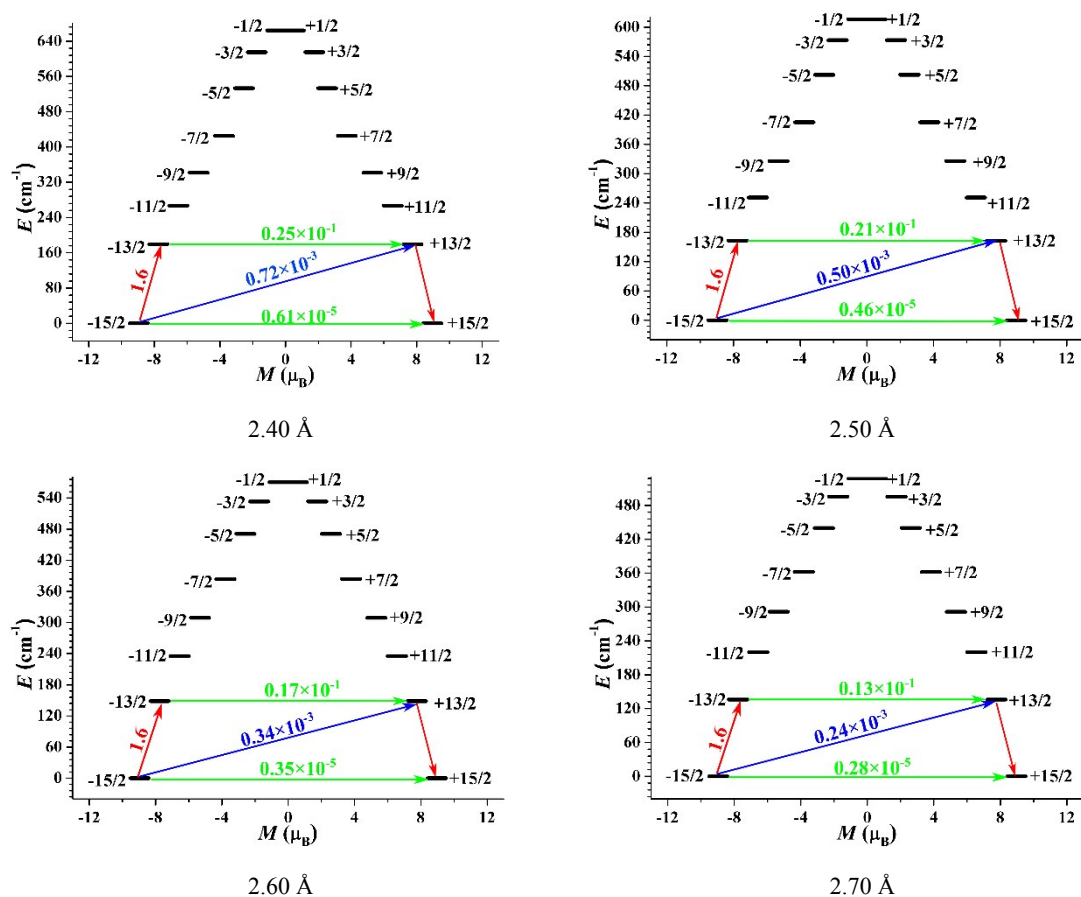 E (cm⁻¹)
640
560
480
400
320
240
160
80
0
-1/2 +1/2
-3/2 +3/2
-5/2 +5/2
-7/2 +7/2
-9/2 +9/2
-11/2 +11/2
-13/2 0.25×10⁻¹ +13/2
1.6 0.72×10⁻³
-15/2 0.61×10⁻⁵ +15/2
-12 -8 -4 0 4 8 12
M (μB)
2.40 Å
E (cm⁻¹)
600
540
480
420
360
300
240
180
120
60
0
-1/2 +1/2
-3/2 +3/2
-5/2 +5/2
-7/2 +7/2
-9/2 +9/2
-11/2 +11/2
-13/2 0.21×10⁻¹ +13/2
1.6 0.50×10⁻³
-15/2 0.46×10⁻⁵ +15/2
-12 -8 -4 0 4 8 12
M (μB)
2.50 Å
E (cm⁻¹)
540
480
420
360
300
240
180
120
60
0
-1/2 +1/2
-3/2 +3/2
-5/2 +5/2
-7/2 +7/2
-9/2 +9/2
-11/2 +11/2
-13/2 0.17×10⁻¹ +13/2
1.6 0.34×10⁻³
-15/2 0.35×10⁻⁵ +15/2
-12 -8 -4 0 4 8 12
M (μB)
2.60 Å
E (cm⁻¹)
480
420
360
300
240
180
120
60
0
-1/2 +1/2
-3/2 +3/2
-5/2 +5/2
-7/2 +7/2
-9/2 +9/2
-11/2 +11/2
-13/2 0.13×10⁻¹ +13/2
1.6 0.24×10⁻³
-15/2 0.28×10⁻⁵ +15/2
-12 -8 -4 0 4 8 12
M (μB)
2.70 Å